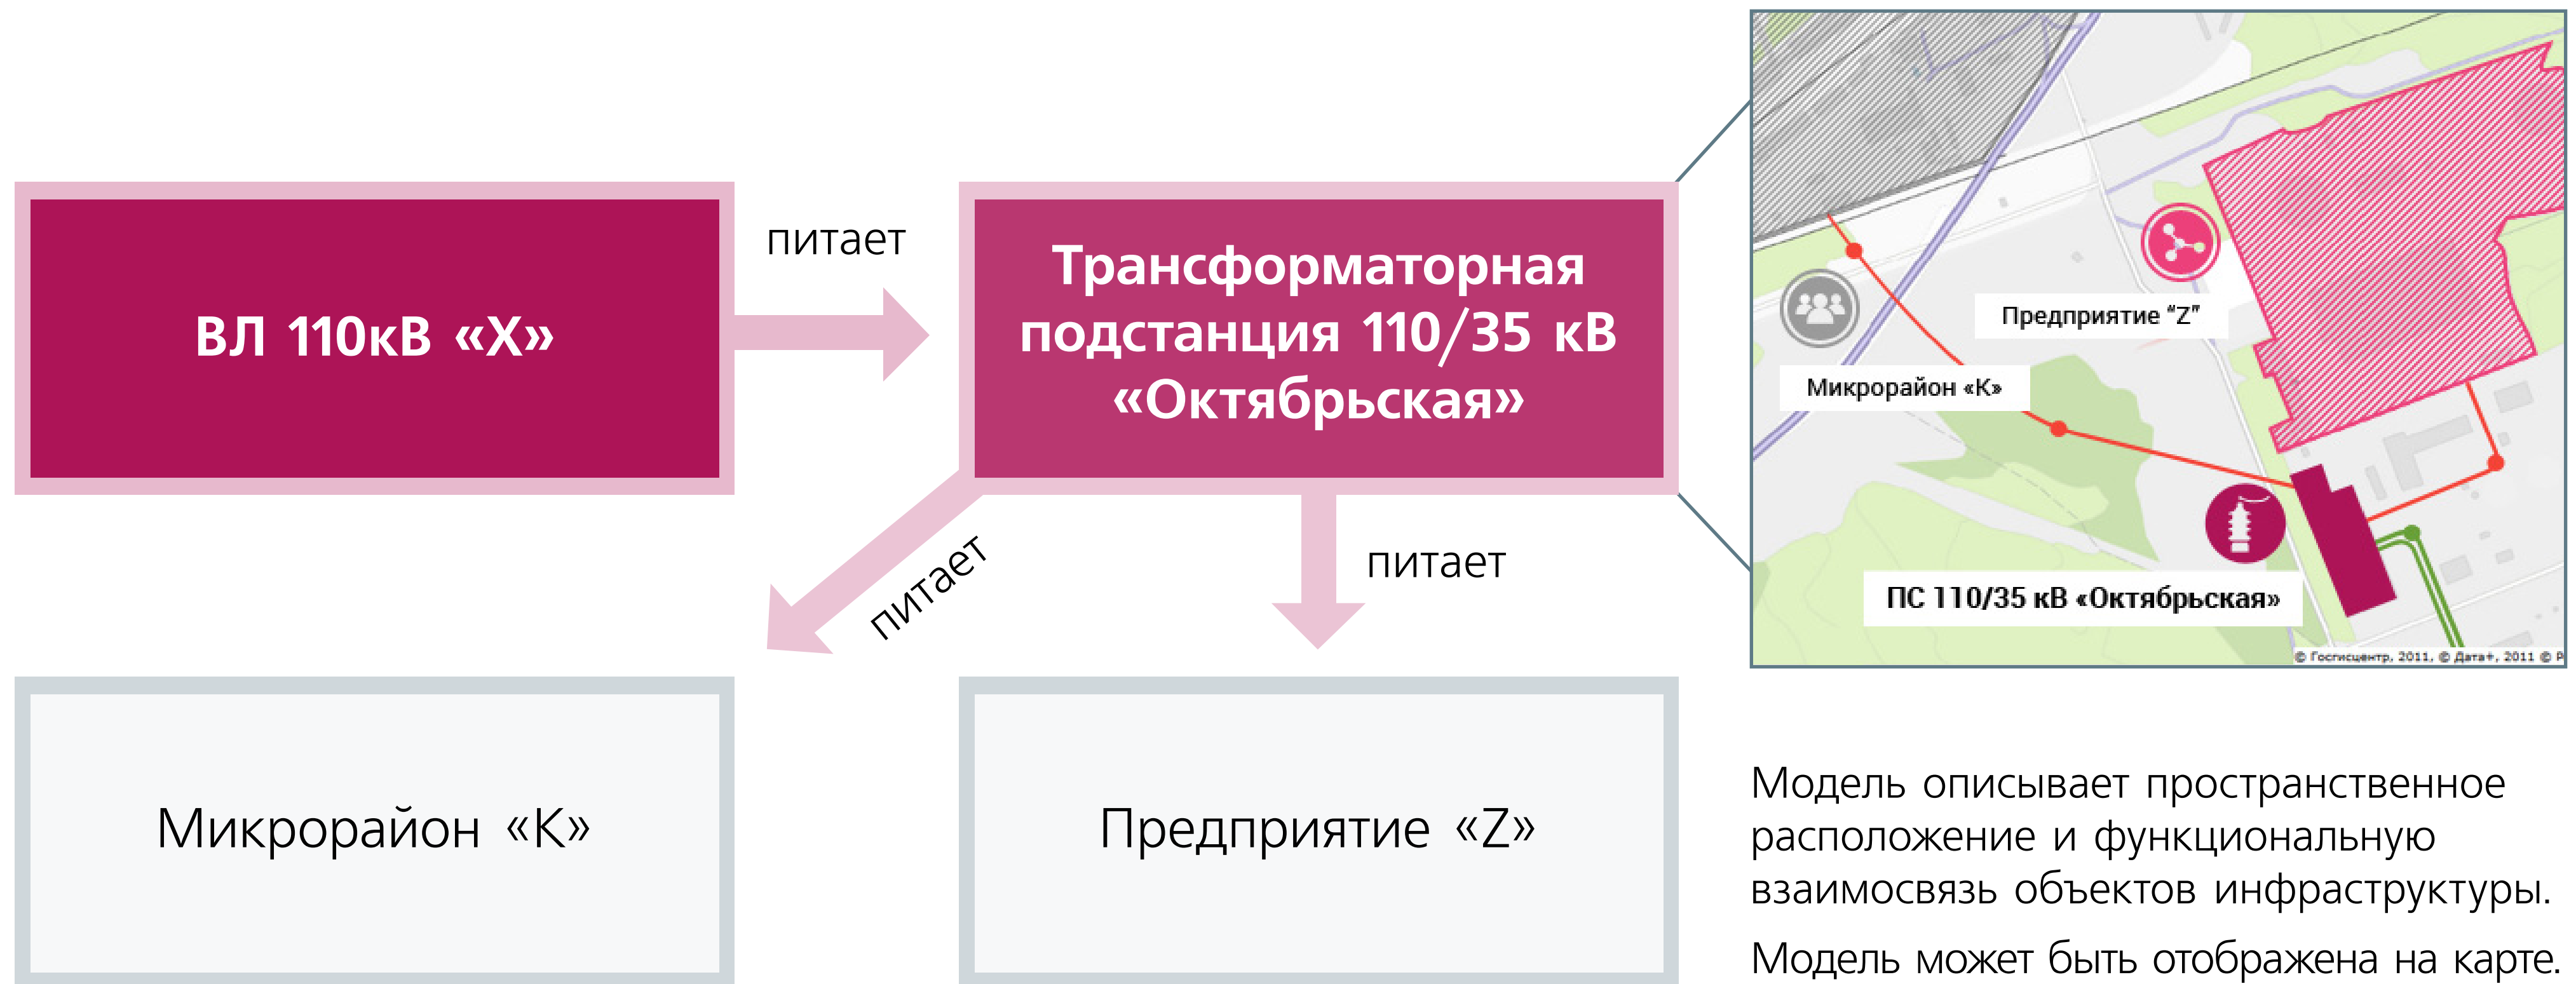 ВЛ 110кВ «Х»
питает
Трансформаторная
подстанция 110/35 кВ
«Октябрьская»
питает
питает
Микрорайон «К»
Предприятие «Z»
Предприятие “Z”
Микрорайон «К»
ПС 110/35 кВ «Октябрьская»
© Госгисцентр, 2011, © Дата+, 2011 © Р
Модель описывает пространственное
расположение и функциональную
взаимосвязь объектов инфраструктуры.
Модель может быть отображена на карте.